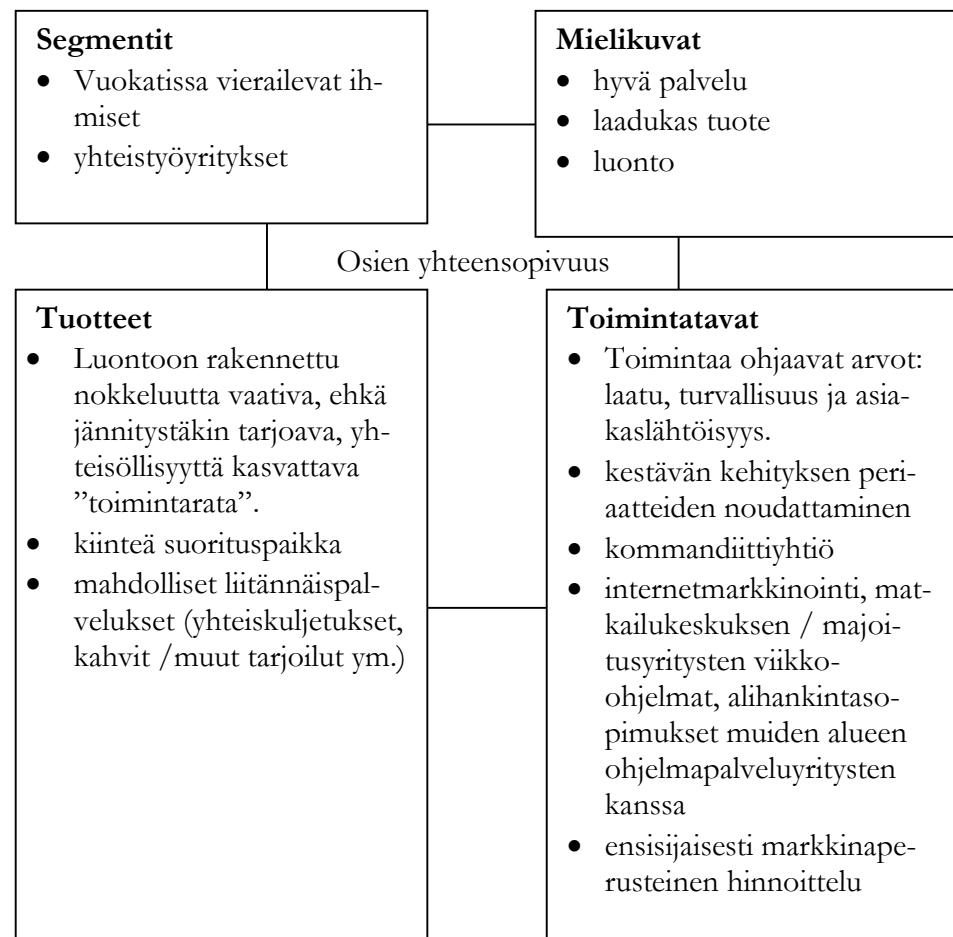 Segmentit
• Vuokatissa vierailevat ih-
miset
• yhteistyöyritykset
Mielikuvat
• hyvä palvelu
• laadukas tuote
• luonto
Osien yhteensopivuus
Tuotteet
• Luontoon rakennettu
nokkeluutta vaativa, ehkä
jännitystäkin tarjoava, yh-
teisöllisyyttä kasvattava
”toimintarata”.
• kiinteä suorituspaikka
• mahdolliset liitännäispal-
velukset (yhteiskuljetukset,
kahvit /muut tarjoilut ym.)
Toimintatavat
• Toimintaa ohjaavat arvot:
laatu, turvallisuus ja asia-
kaslähtöisyys.
• kestävän kehityksen peri-
aatteiden noudattaminen
• kommandiittiyhtiö
• internetmarkkinointi, mat-
kailukeskuksen / majoi-
tusyritysten viikko-
ohjelmat, alihankintaso-
pimukset muiden alueen
ohjelmapalveluyritysten
kanssa
• ensisijaisesti markkinape-
rusteinen hinnoittelu